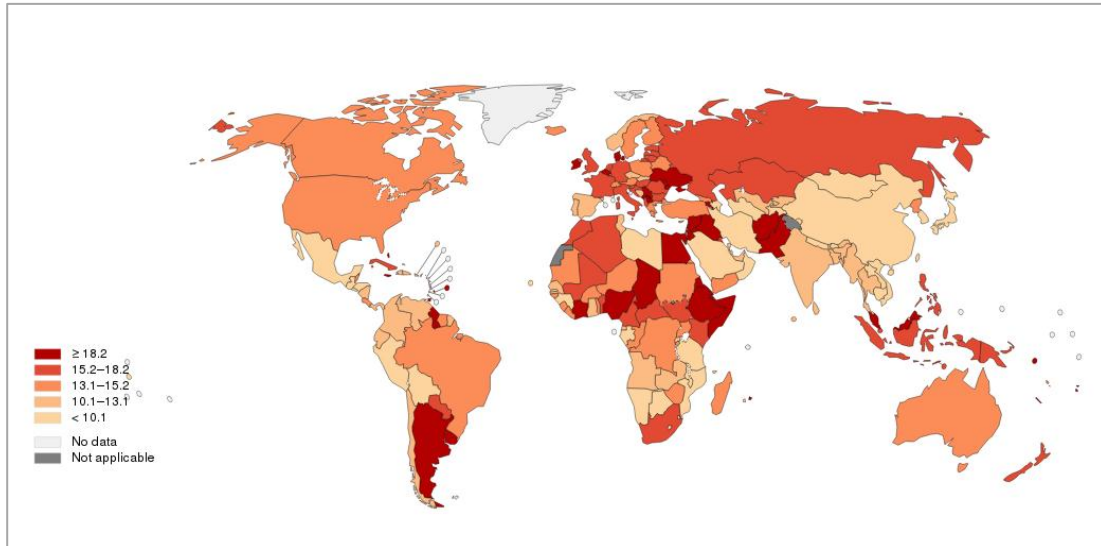 ≥ 18.2
15.2–18.2
13.1–15.2
10.1–13.1
< 10.1
No data
Not applicable